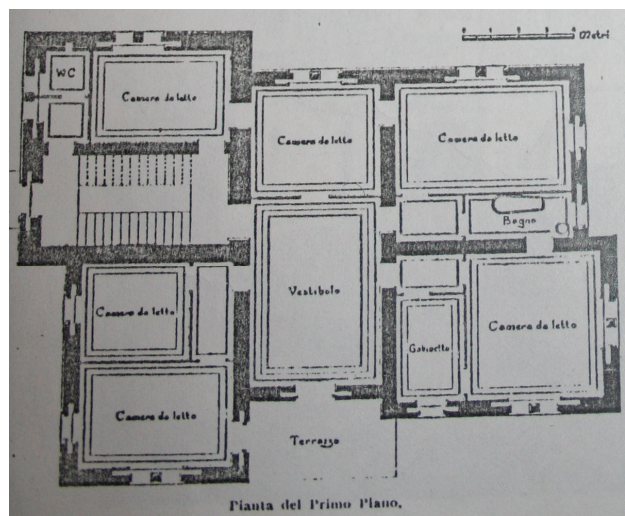 Metri
WC
Camera da letto
Camera da letto
Camera da letto
Bagno
Vestibolo
Camera da letto
Camera da letto
Gabinetto
Camera da letto
Terrazzo
Pianta del Primo Piano.